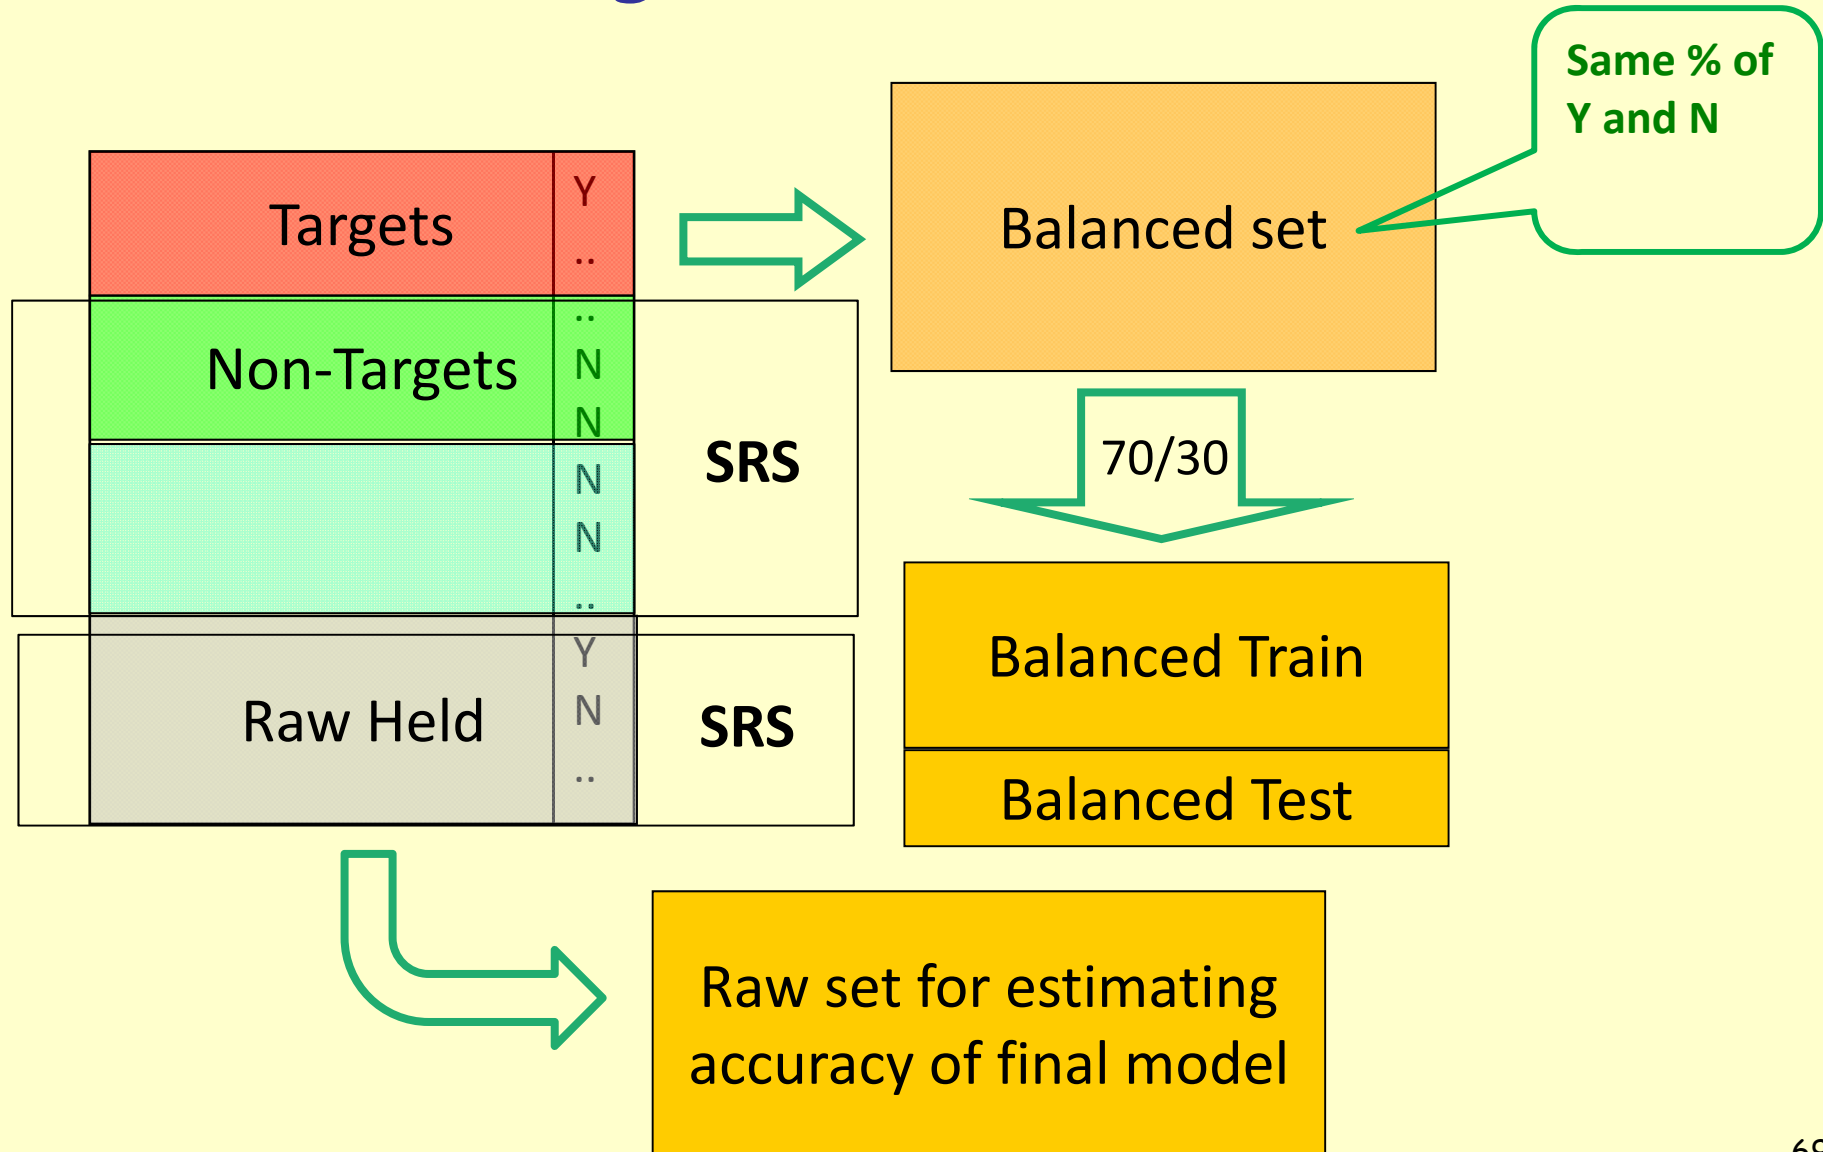 Same % of
Y and N
Targets
Y
..
Balanced set
..
Non-Targets
N
N
SRS
70/30
N
N
..
Balanced Train
Y
Raw Held
N
SRS
..
Balanced Test
Raw set for estimating
accuracy of final model